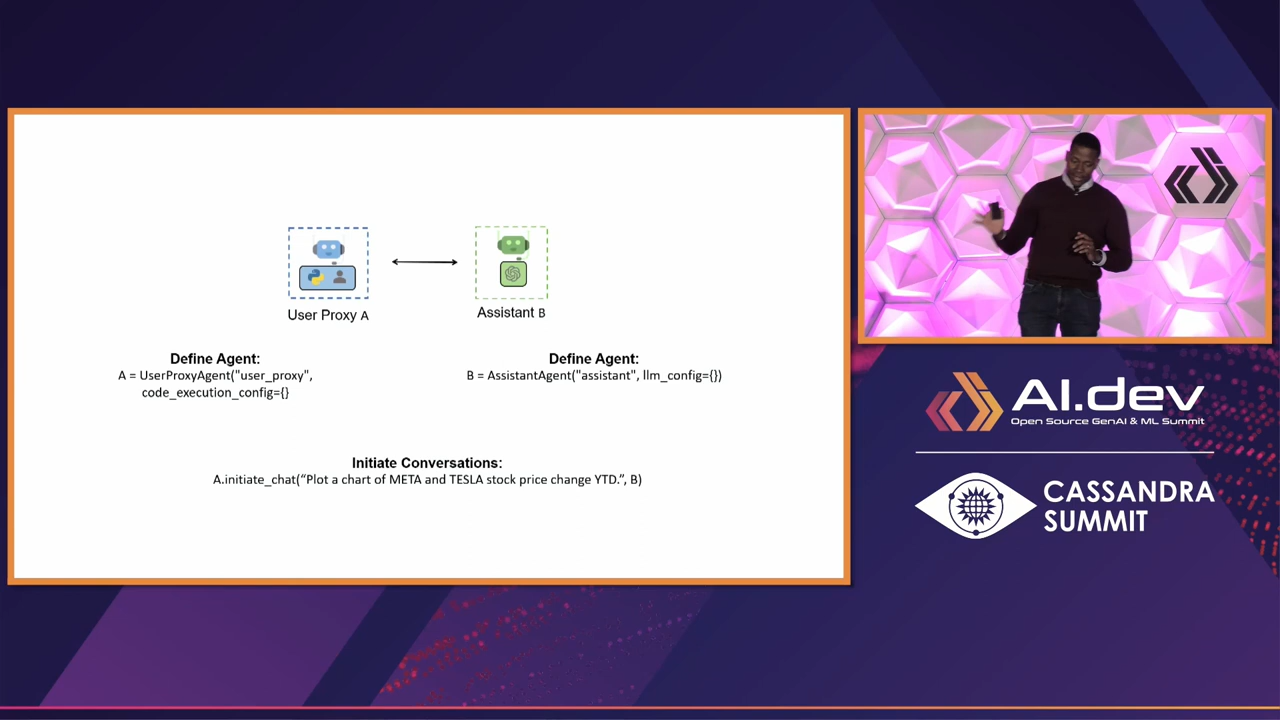 User Proxy A
Assistant B
Define Agent:
A = UserProxyAgent("user_proxy",
code_execution_config={}
Define Agent:
B = AssistantAgent("assistant", llm_config={})
Initiate Conversations:
A.initiate_chat(“Plot a chart of META and TESLA stock price change YTD.”, B)
AI.dev
Open Source GenAI & ML Summit
CASSANDRA
SUMMIT